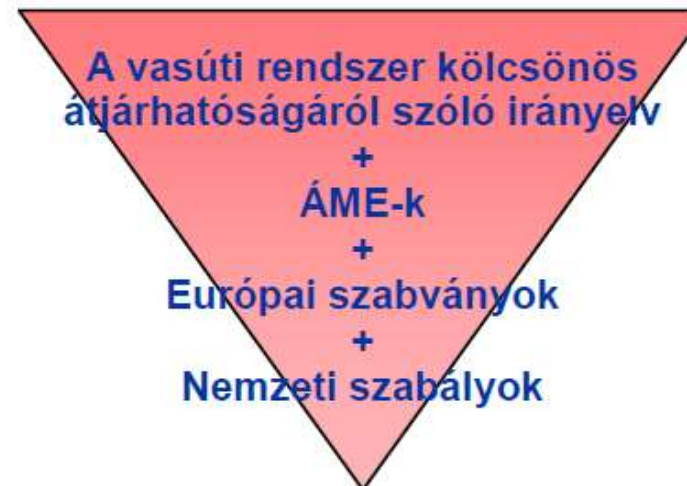 A vasúti rendszer kölcsönös
átjárhatóságáról szóló irányelv
+
ÁME-k
+
Európai szabványok
+
Nemzeti szabályok